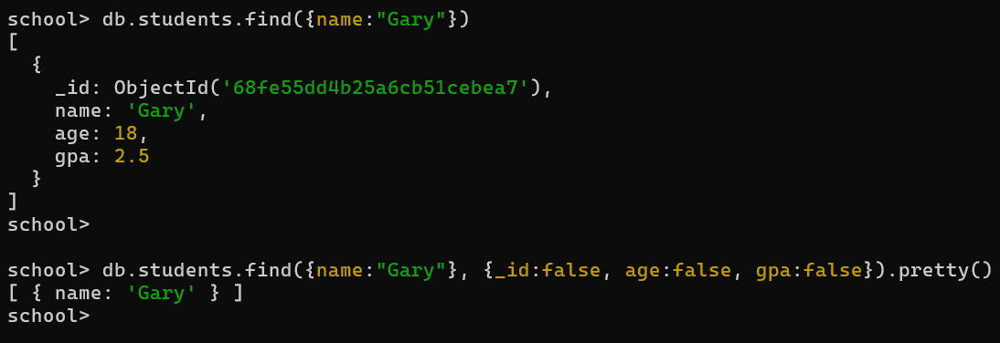 school> db.students.find({name:"Gary"})
[
  {
    _id: ObjectId('68fe55dd4b25a6cb51cebea7'),
    name: 'Gary',
    age: 18,
    gpa: 2.5
  }
]
school>
school> db.students.find({name:"Gary"}, {_id:false, age:false, gpa:false}).pretty()
[ { name: 'Gary' } ]
school>